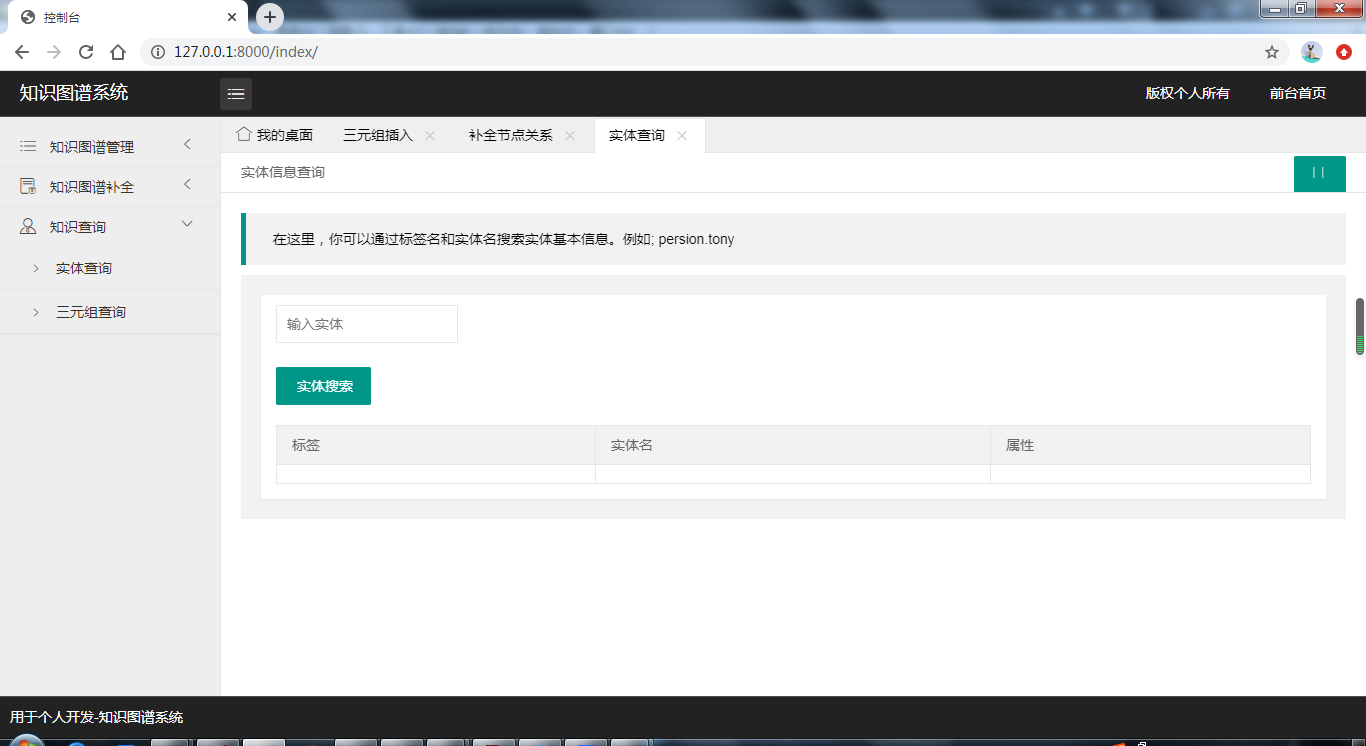 控制台
127.0.0.1:8000/index/
知识图谱系统
版权个人所有
前台首页
知识图谱管理
知识图谱补全
知识查询
实体查询
三元组查询
我的桌面
三元组插入
补全节点关系
实体查询
实体信息查询
在这里，你可以通过标签名和实体名搜索实体基本信息。例如; persion.tony
输入实体
实体搜索
标签 实体名 属性
用于个人开发-知识图谱系统